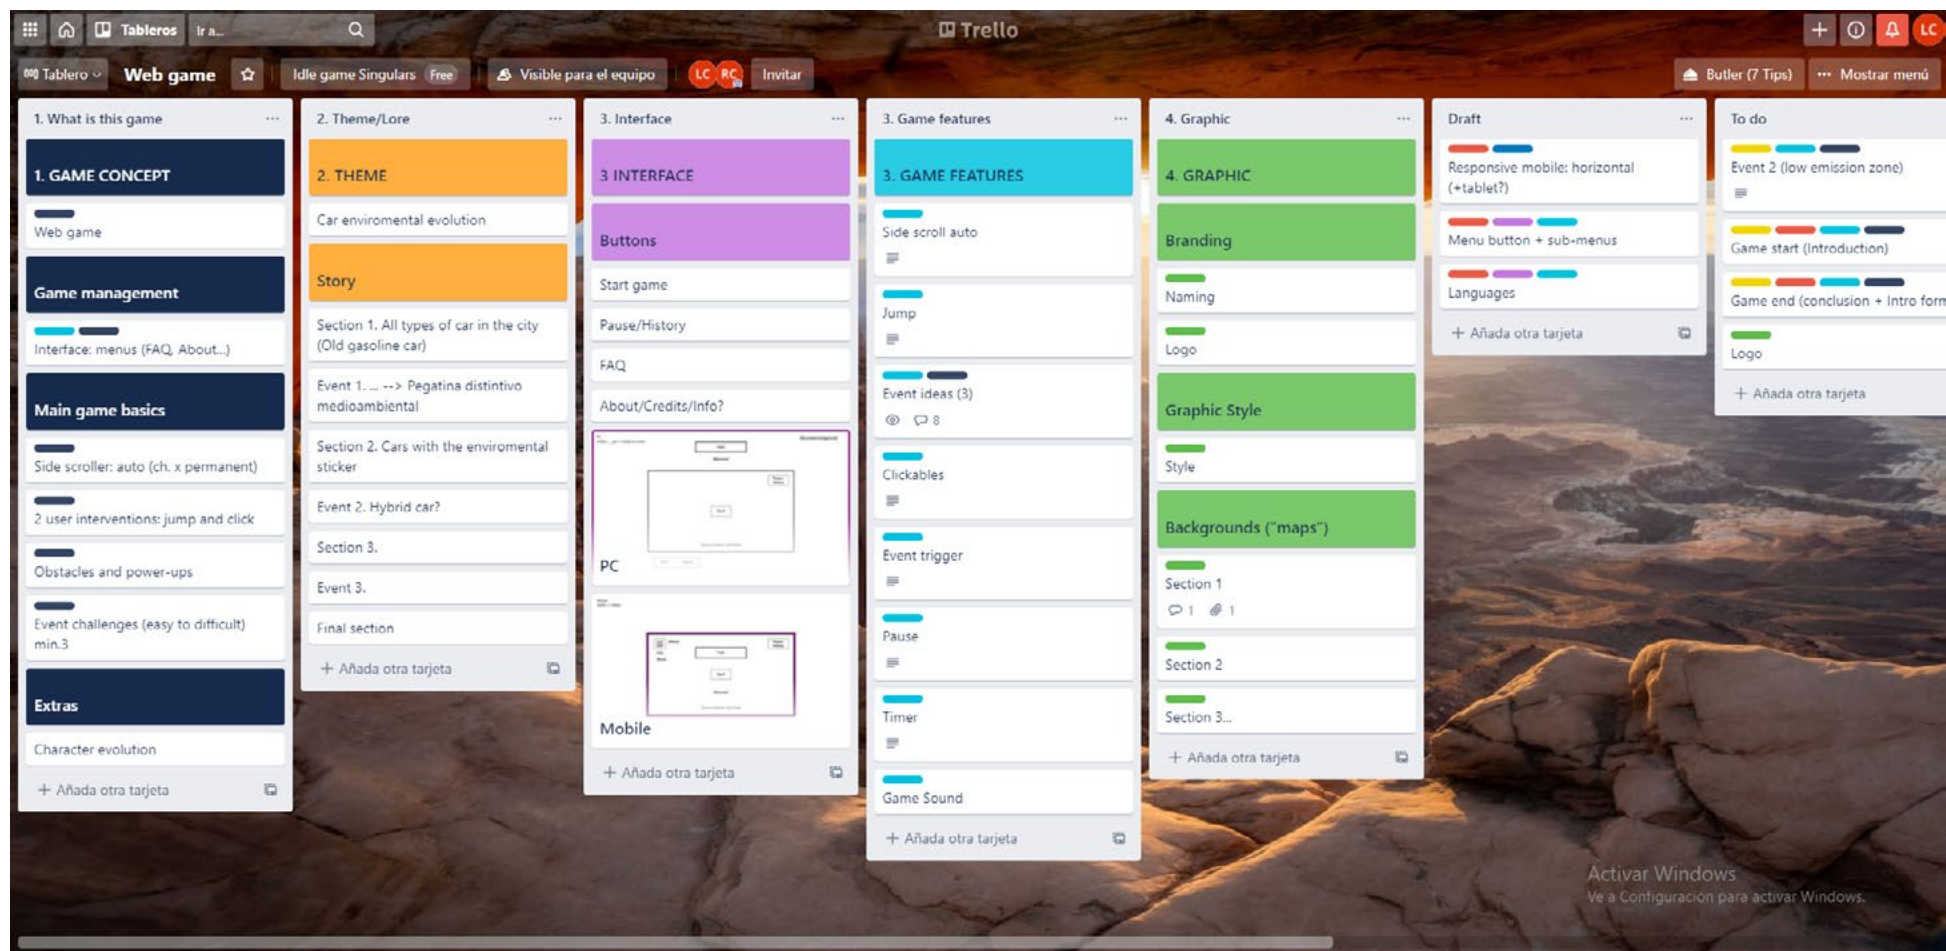 Tableros
Ir a...
Trello
LC
Tablero
Web game
Idle game Singulars
Free
Visible para el equipo
LC
RC
Invitar
Butler (7 Tips)
Mostrar menú
1. What is this game
1. GAME CONCEPT
Web game
Game management
Interface: menus (FAQ, About...)
Main game basics
Side scroller: auto (ch. x permanent)
2 user interventions: jump and click
Obstacles and power-ups
Event challenges (easy to difficult)
min.3
Extras
Character evolution
+ Añada otra tarjeta
2. Theme/Lore
2. THEME
Car enviromental evolution
Story
Section 1. All types of car in the city
(Old gasoline car)
Event 1. ... --> Pegatina distintivo
medioambiental
Section 2. Cars with the enviromental
sticker
Event 2. Hybrid car?
Section 3.
Event 3.
Final section
+ Añada otra tarjeta
3. Interface
3 INTERFACE
Buttons
Start game
Pause/History
FAQ
About/Credits/Info?
PC
Mobile
+ Añada otra tarjeta
3. Game features
3. GAME FEATURES
Side scroll auto
Jump
Event ideas (3)
8
Clickables
Event trigger
Pause
Timer
Game Sound
+ Añada otra tarjeta
4. Graphic
4. GRAPHIC
Branding
Naming
Logo
Graphic Style
Style
Backgrounds ("maps")
Section 1
1 1
Section 2
Section 3...
+ Añada otra tarjeta
Draft
Responsive mobile: horizontal
(+tablet?)
Menu button + sub-menus
Languages
+ Añada otra tarjeta
To do
Event 2 (low emission zone)
Game start (Introduction)
Game end (conclusion + Intro form
Logo
+ Añada otra tarjeta
Activar Windows
Ve a Configuración para activar Windows.